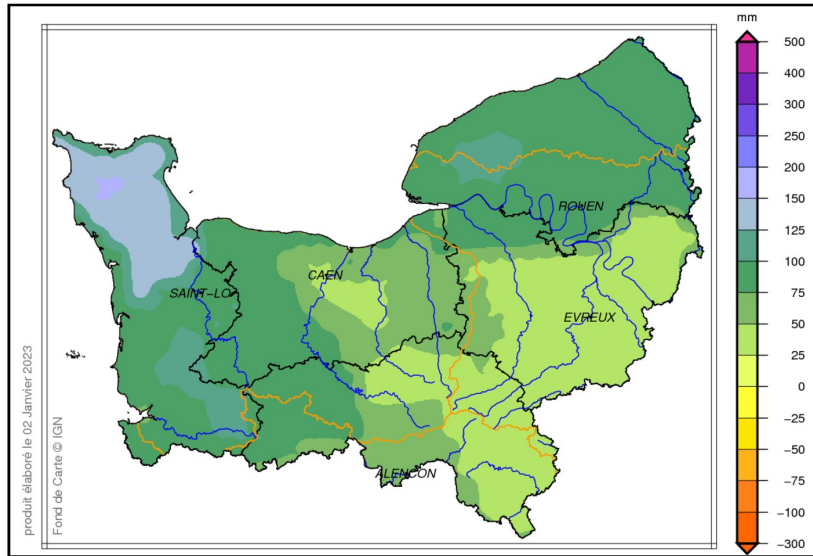 mm
500
400
300
250
200
150
100
75
50
25
0
−25
−50
−75
−100
−300
ROUEN
CAEN
SAINT−LO
EVREUX
ALENCON
produit élaboré le 02 Janvier 2023
Fond de Carte © IGN